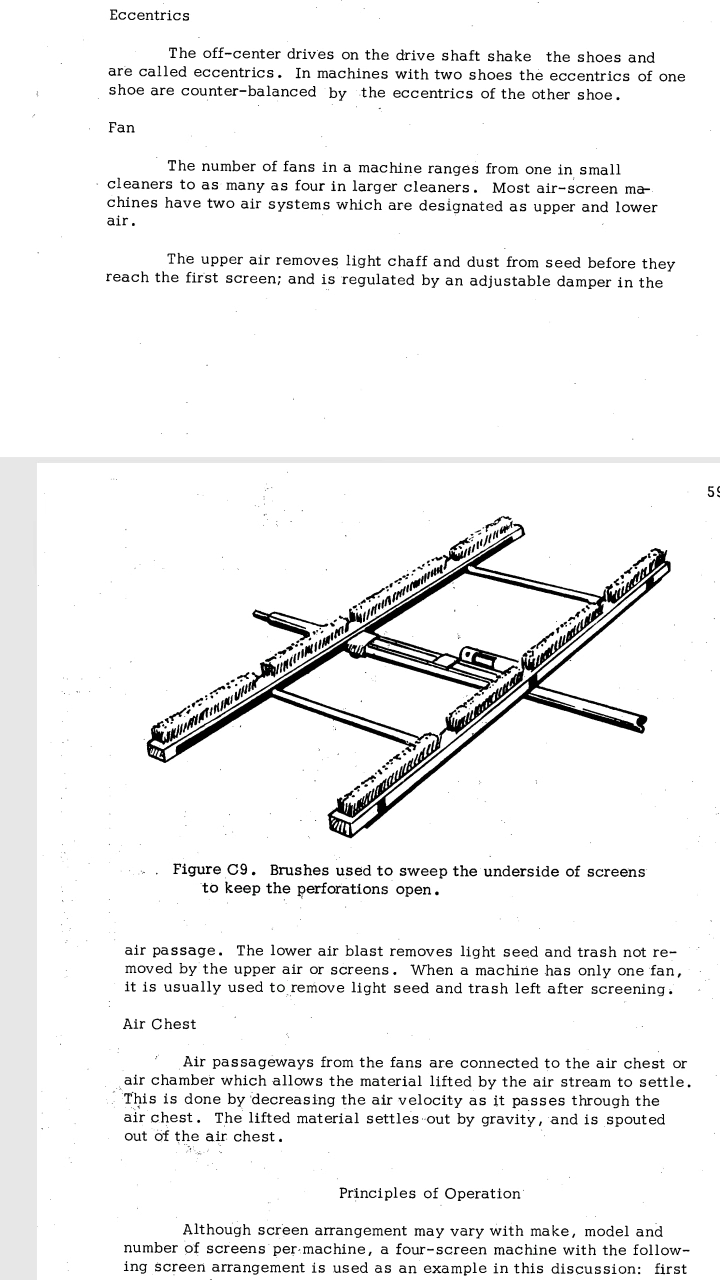 Eccentrics
The off-center drives on the drive shaft shake the shoes and
are called eccentrics. In machines with two shoes the eccentrics of one
shoe are counter-balanced by the eccentrics of the other shoe.
Fan
The number of fans in a machine ranges from one in small
cleaners to as many as four in larger cleaners. Most air-screen ma-
chines have two air systems which are designated as upper and lower
air.
The upper air removes light chaff and dust from seed before they
reach the first screen; and is regulated by an adjustable damper in the
59
Figure C9. Brushes used to sweep the underside of screens
to keep the perforations open.
air passage. The lower air blast removes light seed and trash not re-
moved by the upper air or screens. When a machine has only one fan,
it is usually used to remove light seed and trash left after screening.
Air Chest
Air passageways from the fans are connected to the air chest or
air chamber which allows the material lifted by the air stream to settle.
This is done by decreasing the air velocity as it passes through the
air chest. The lifted material settles out by gravity, and is spouted
out of the air chest.
Principles of Operation
Although screen arrangement may vary with make, model and
number of screens per machine, a four-screen machine with the follow-
ing screen arrangement is used as an example in this discussion: first